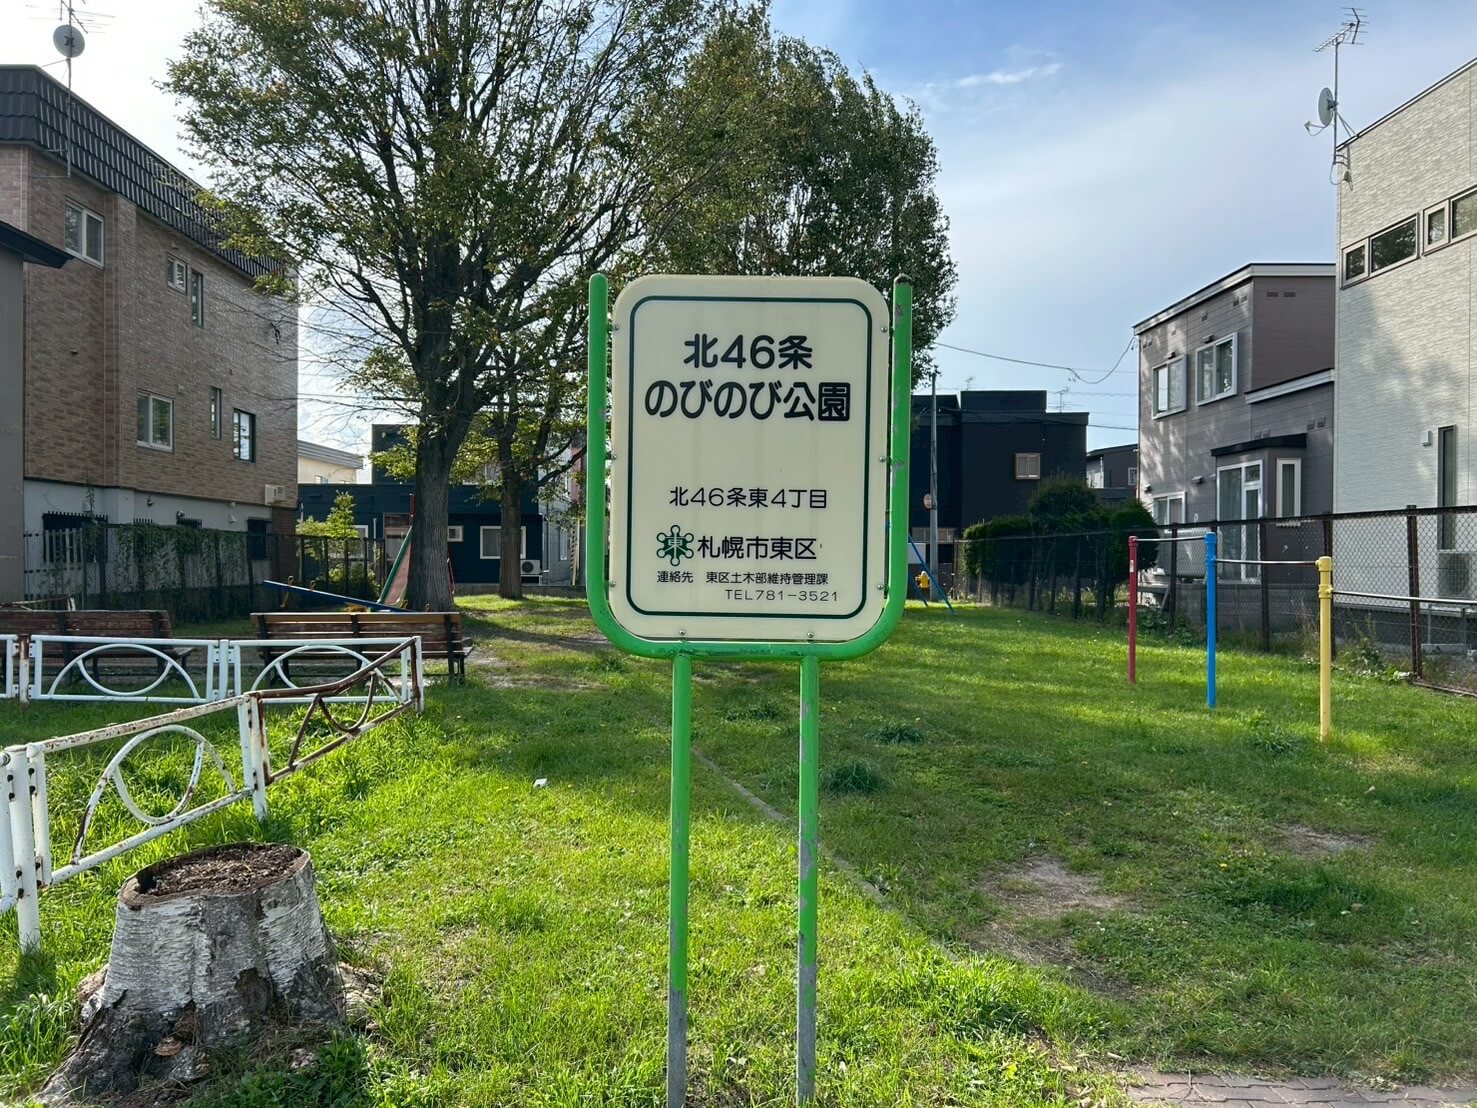 北46条
のびのび公園
北46条東4丁目
東 札幌市東区
連絡先 東区土木部維持管理課
TEL781-3521